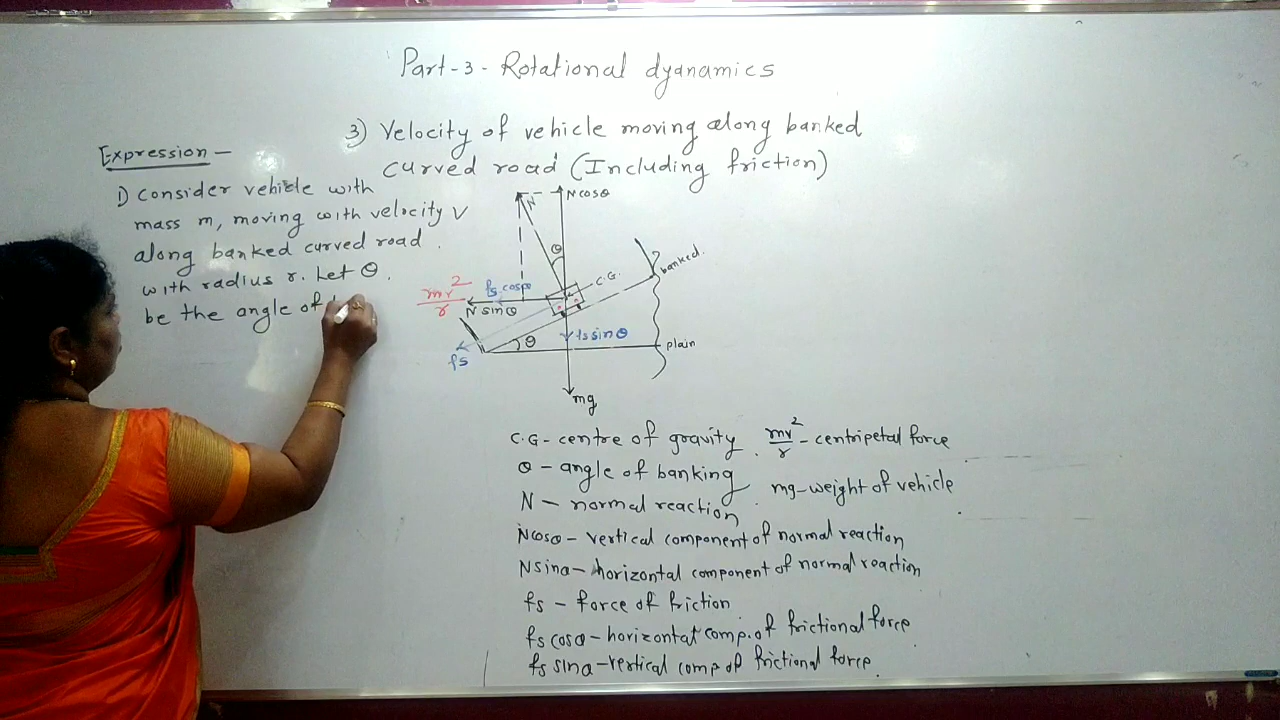 Part-3-Rotational dyanamics
3) Velocity of vehicle moving along banked
curved road (Including friction)
Expression -
1) Consider vehicle with
mass m, moving with velocity V
along banked curved road.
with radius r. Let θ.
be the angle of
N
N cosθ
θ
C.G.
banked.
mv²/r
fs cosθ
N sinθ
fs sinθ
θ
plain
fs
mg
C.G - centre of gravity
mv²/r - centripetal force
θ - angle of banking
mg - weight of vehicle
N - normal reaction
Ncosθ - vertical component of normal reaction
Nsinθ - horizontal component of normal reaction
fs - force of friction
fs cosθ - horizontal comp. of frictional force
fs sinθ - vertical comp of frictional force.